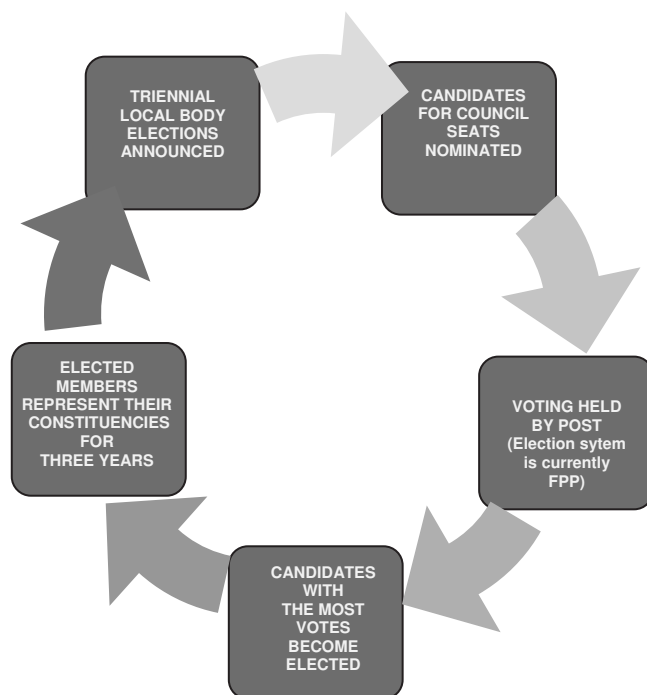 TRIENNIAL
LOCAL BODY
ELECTIONS
ANNOUNCED
CANDIDATES
FOR COUNCIL
SEATS
NOMINATED
VOTING HELD
BY POST
(Election sytem
is currently
FPP)
CANDIDATES
WITH
THE MOST
VOTES
BECOME
ELECTED
ELECTED
MEMBERS
REPRESENT THEIR
CONSTITUENCIES
FOR
THREE YEARS